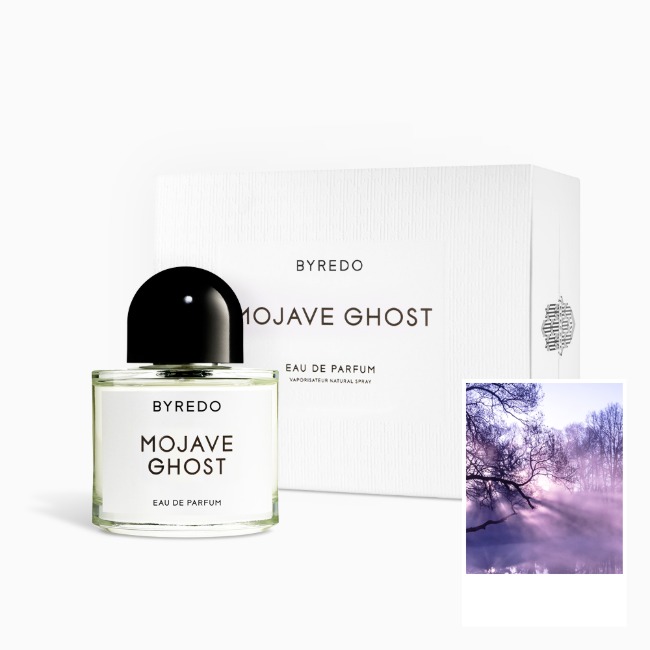 BYREDO
MOJAVE GHOST
EAU DE PARFUM
VAPORISATEUR NATURAL SPRAY
BYREDO
MOJAVE
GHOST
EAU DE PARFUM